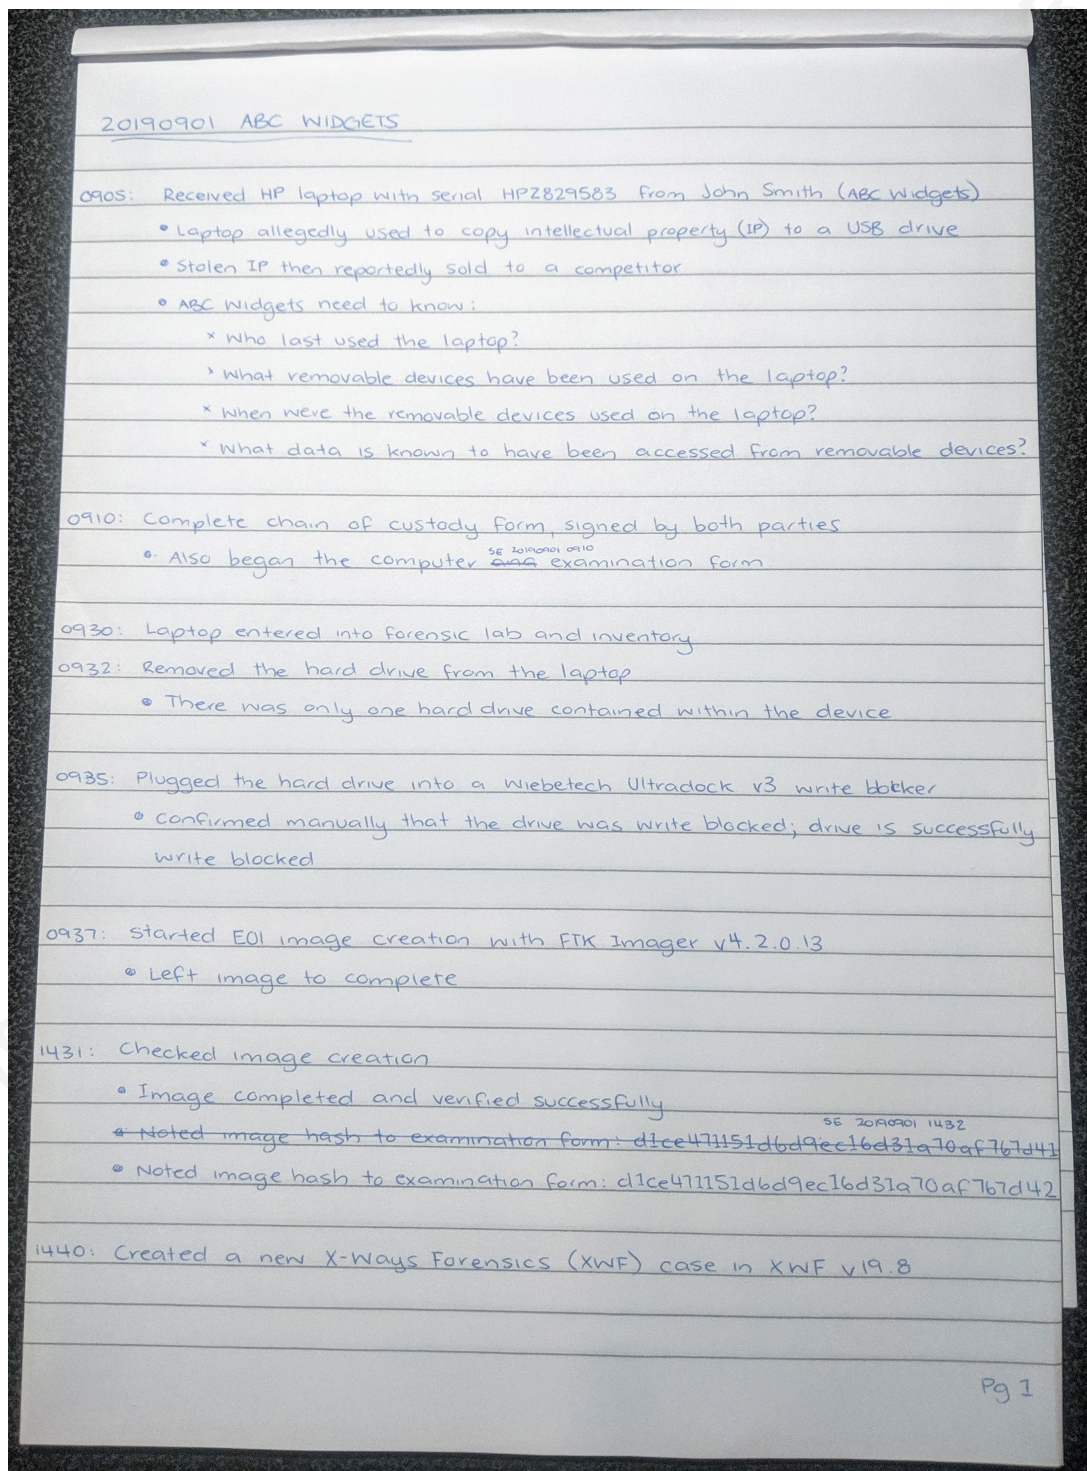 20190901 ABC WIDGETS
0905: Received HP laptop with serial HPZ829583 from John Smith (ABC Widgets)
• Laptop allegedly used to copy intellectual property (IP) to a USB drive
• Stolen IP then reportedly sold to a competitor
• ABC Widgets need to know:
x Who last used the laptop?
x What removable devices have been used on the laptop?
x When were the removable devices used on the laptop?
x What data is known to have been accessed from removable devices?
0910: Complete chain of custody form, signed by both parties
SE 20190901 0910
• Also began the computer examination form
0930: Laptop entered into forensic lab and inventory
0932: Removed the hard drive from the laptop
• There was only one hard drive contained within the device
0935: Plugged the hard drive into a Wiebetech Ultradock v3 write blocker
• Confirmed manually that the drive was write blocked; drive is successfully
write blocked
0937: Started E01 image creation with FTK Imager v4.2.0.13
• Left image to complete
1431: Checked image creation
• Image completed and verified successfully
SE 20190901 1432
• Noted image hash to examination form: d1ce471151d6d9ec16d31a70af767d41
• Noted image hash to examination form: d1ce471151d6d9ec16d31a70af767d42
1440: Created a new X-Ways Forensics (XWF) case in XWF v19.8
Pg 1